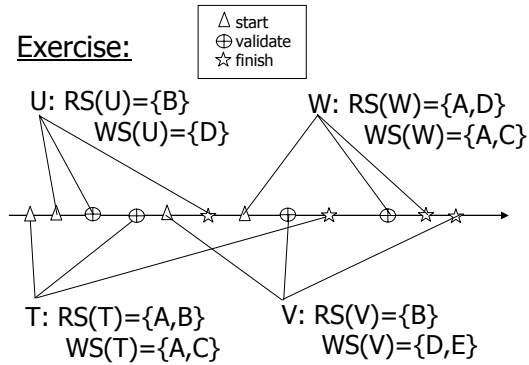 start
validate
finish
Exercise:
U: RS(U)={B}
WS(U)={D}
W: RS(W)={A,D}
WS(W)={A,C}
T: RS(T)={A,B}
WS(T)={A,C}
V: RS(V)={B}
WS(V)={D,E}